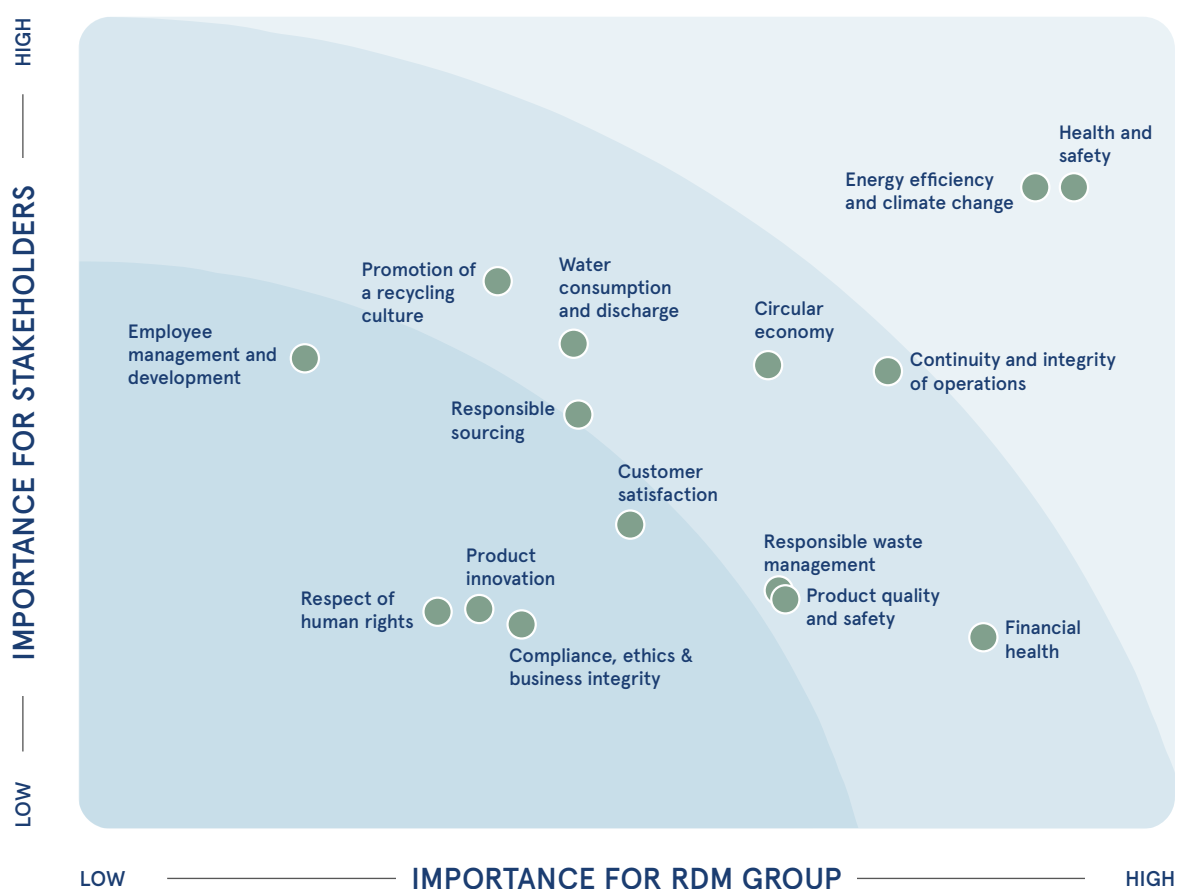 HIGH
IMPORTANCE FOR STAKEHOLDERS
LOW
Health and
safety
Energy efficiency
and climate change
Promotion of
a recycling
culture
Water
consumption
and discharge
Circular
economy
Employee
management and
development
Continuity and integrity
of operations
Responsible
sourcing
Customer
satisfaction
Responsible waste
management
Product
innovation
Product quality
and safety
Respect of
human rights
Financial
health
Compliance, ethics &
business integrity
LOW
IMPORTANCE FOR RDM GROUP
HIGH